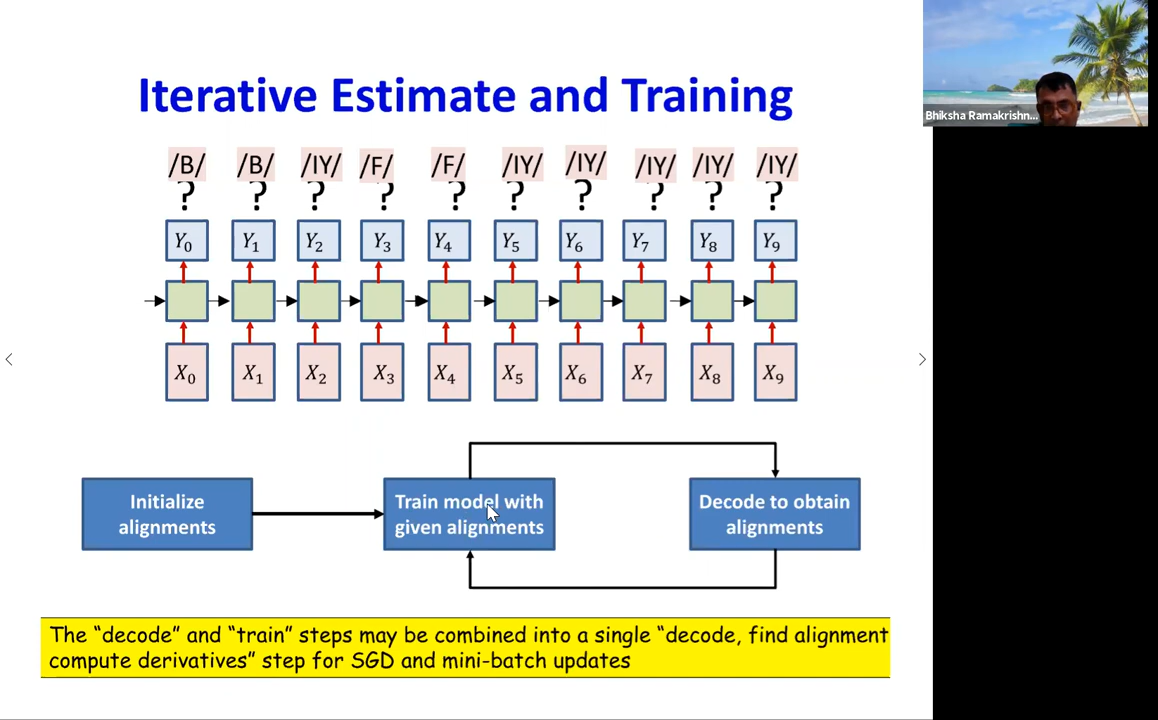 Iterative Estimate and Training
Bhiksha Ramakrishn...
/B/ /B/ /IY/ /F/ /F/ /IY/ /IY/ /IY/ /IY/ /IY/
? ? ? ? ? ? ? ? ? ?
Y0 Y1 Y2 Y3 Y4 Y5 Y6 Y7 Y8 Y9
X0 X1 X2 X3 X4 X5 X6 X7 X8 X9
Initialize
alignments
Train model with
given alignments
Decode to obtain
alignments
The “decode” and “train” steps may be combined into a single “decode, find alignment
compute derivatives” step for SGD and mini-batch updates